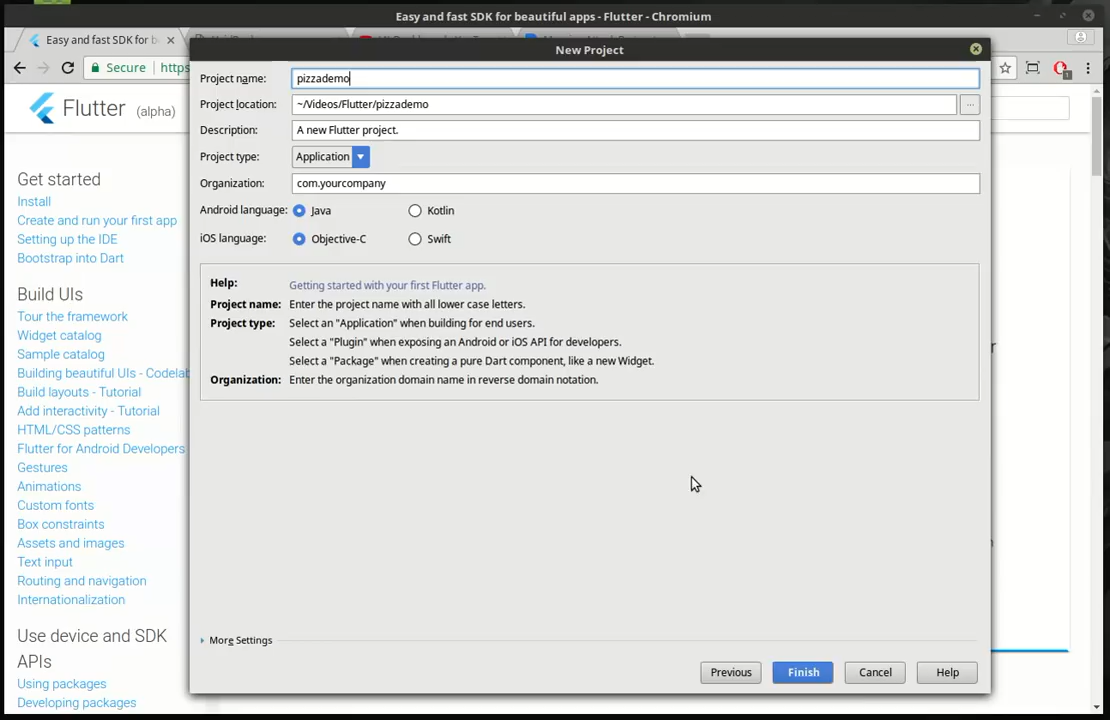 Easy and fast SDK for beautiful apps - Flutter - Chromium
Easy and fast SDK for b
Secure
https
Flutter (alpha)
Get started
Install
Create and run your first app
Setting up the IDE
Bootstrap into Dart
Build UIs
Tour the framework
Widget catalog
Sample catalog
Building beautiful UIs - Codelab
Build layouts - Tutorial
Add interactivity - Tutorial
HTML/CSS patterns
Flutter for Android Developers
Gestures
Animations
Custom fonts
Box constraints
Assets and images
Text input
Routing and navigation
Internationalization
Use device and SDK
APIs
Using packages
Developing packages
New Project
Project name: pizzademo
Project location: ~/Videos/Flutter/pizzademo ...
Description: A new Flutter project.
Project type: Application
Organization: com.yourcompany
Android language: Java Kotlin
iOS language: Objective-C Swift
Help: Getting started with your first Flutter app.
Project name: Enter the project name with all lower case letters.
Project type: Select an "Application" when building for end users.
Select a "Plugin" when exposing an Android or iOS API for developers.
Select a "Package" when creating a pure Dart component, like a new Widget.
Organization: Enter the organization domain name in reverse domain notation.
More Settings
Previous Finish Cancel Help